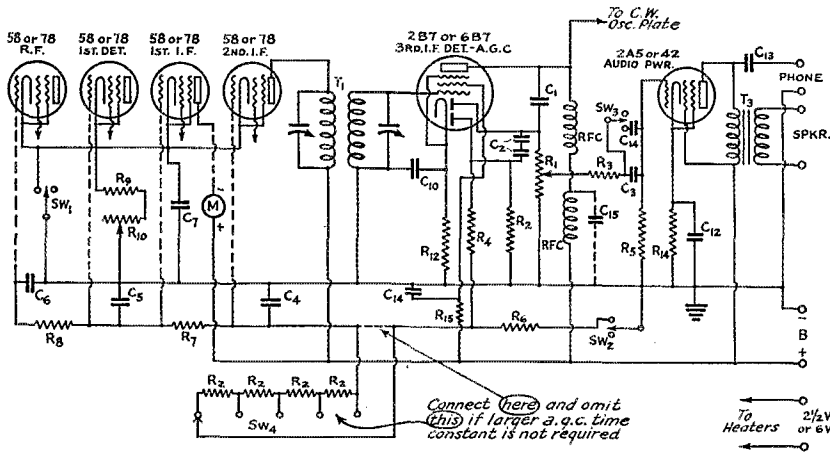 To C.W.
Osc. Plate
58 or 78
R.F.
58 or 78
1ST. DET.
58 or 78
1ST. I.F.
58 or 78
2ND. I.F.
2B7 or 6B7
3RD. I.F. DET.-A.G.C
2A5 or 42
AUDIO PWR.
C13
PHONE
T1
C1
SW3
C14
T3
RFC
SPKR.
C2
R9
R1
R3
C3
C10
SW1
R10
C7
M
-
+
RFC
C15
R12
R4
R2
R5
R14
C12
C6
C5
C4
C14
R15
R6
SW2
R8
R7
-
B
+
R2
R2
R2
R2
SW4
Connect here and omit
this if larger a.g.c. time
constant is not required
To
Heaters
2½V
or 6V